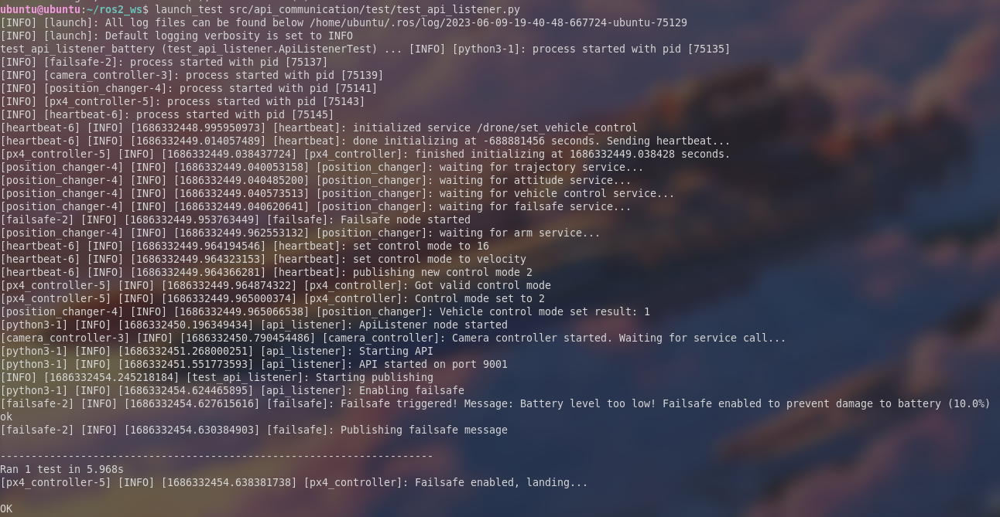 ubuntu@ubuntu:~/ros2_ws$ launch_test src/api_communication/test/test_api_listener.py
[INFO] [launch]: All log files can be found below /home/ubuntu/.ros/log/2023-06-09-19-40-48-667724-ubuntu-75129
[INFO] [launch]: Default logging verbosity is set to INFO
test_api_listener_battery (test_api_listener.ApiListenerTest) ... [INFO] [python3-1]: process started with pid [75135]
[INFO] [failsafe-2]: process started with pid [75137]
[INFO] [camera_controller-3]: process started with pid [75139]
[INFO] [position_changer-4]: process started with pid [75141]
[INFO] [px4_controller-5]: process started with pid [75143]
[INFO] [heartbeat-6]: process started with pid [75145]
[heartbeat-6] [INFO] [1686332448.995950973] [heartbeat]: initialized service /drone/set_vehicle_control
[heartbeat-6] [INFO] [1686332449.014057489] [heartbeat]: done initializing at -688881456 seconds. Sending heartbeat...
[px4_controller-5] [INFO] [1686332449.038437724] [px4_controller]: finished initializing at 1686332449.038428 seconds.
[position_changer-4] [INFO] [1686332449.040053158] [position_changer]: waiting for trajectory service...
[position_changer-4] [INFO] [1686332449.040485200] [position_changer]: waiting for attitude service...
[position_changer-4] [INFO] [1686332449.040573513] [position_changer]: waiting for vehicle control service...
[position_changer-4] [INFO] [1686332449.040620641] [position_changer]: waiting for failsafe service...
[failsafe-2] [INFO] [1686332449.953763449] [failsafe]: Failsafe node started
[position_changer-4] [INFO] [1686332449.962553132] [position_changer]: waiting for arm service...
[heartbeat-6] [INFO] [1686332449.964194546] [heartbeat]: set control mode to 16
[heartbeat-6] [INFO] [1686332449.964323153] [heartbeat]: set control mode to velocity
[heartbeat-6] [INFO] [1686332449.964366281] [heartbeat]: publishing new control mode 2
[px4_controller-5] [INFO] [1686332449.964874322] [px4_controller]: Got valid control mode
[px4_controller-5] [INFO] [1686332449.965000374] [px4_controller]: Control mode set to 2
[position_changer-4] [INFO] [1686332449.965066538] [position_changer]: Vehicle control mode set result: 1
[python3-1] [INFO] [1686332450.196349434] [api_listener]: ApiListener node started
[camera_controller-3] [INFO] [1686332450.790454486] [camera_controller]: Camera controller started. Waiting for service call...
[python3-1] [INFO] [1686332451.268000251] [api_listener]: Starting API
[python3-1] [INFO] [1686332451.551773593] [api_listener]: API started on port 9001
[INFO] [1686332454.245218184] [test_api_listener]: Starting publishing
[python3-1] [INFO] [1686332454.624465895] [api_listener]: Enabling failsafe
[failsafe-2] [INFO] [1686332454.627615616] [failsafe]: Failsafe triggered! Message: Battery level too low! Failsafe enabled to prevent damage to battery (10.0%)
ok
[failsafe-2] [INFO] [1686332454.630384903] [failsafe]: Publishing failsafe message
----------------------------------------------------------------------
Ran 1 test in 5.968s
[px4_controller-5] [INFO] [1686332454.638381738] [px4_controller]: Failsafe enabled, landing...
OK